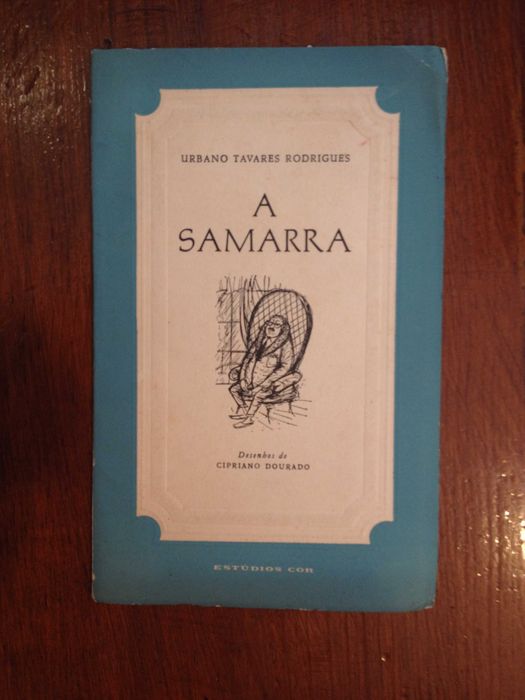 URBANO TAVARES RODRIGUES
A
SAMARRA
Desenhos de
CIPRIANO DOURADO
ESTÚDIOS COR